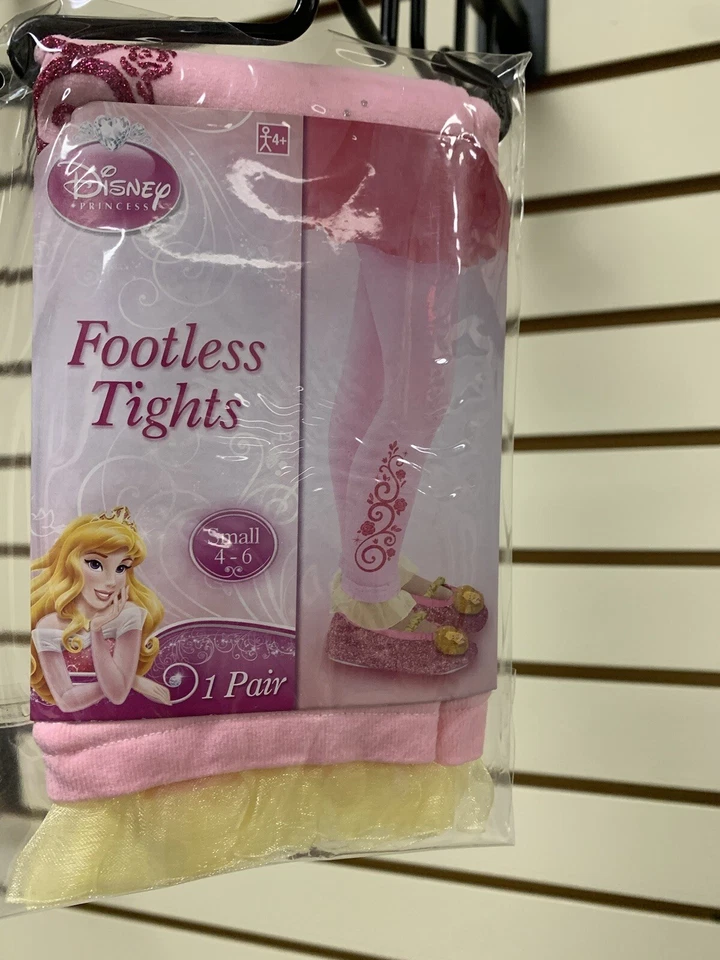 Disney
PRINCESS
4+
Footless
Tights
Small
4 - 6
1 Pair